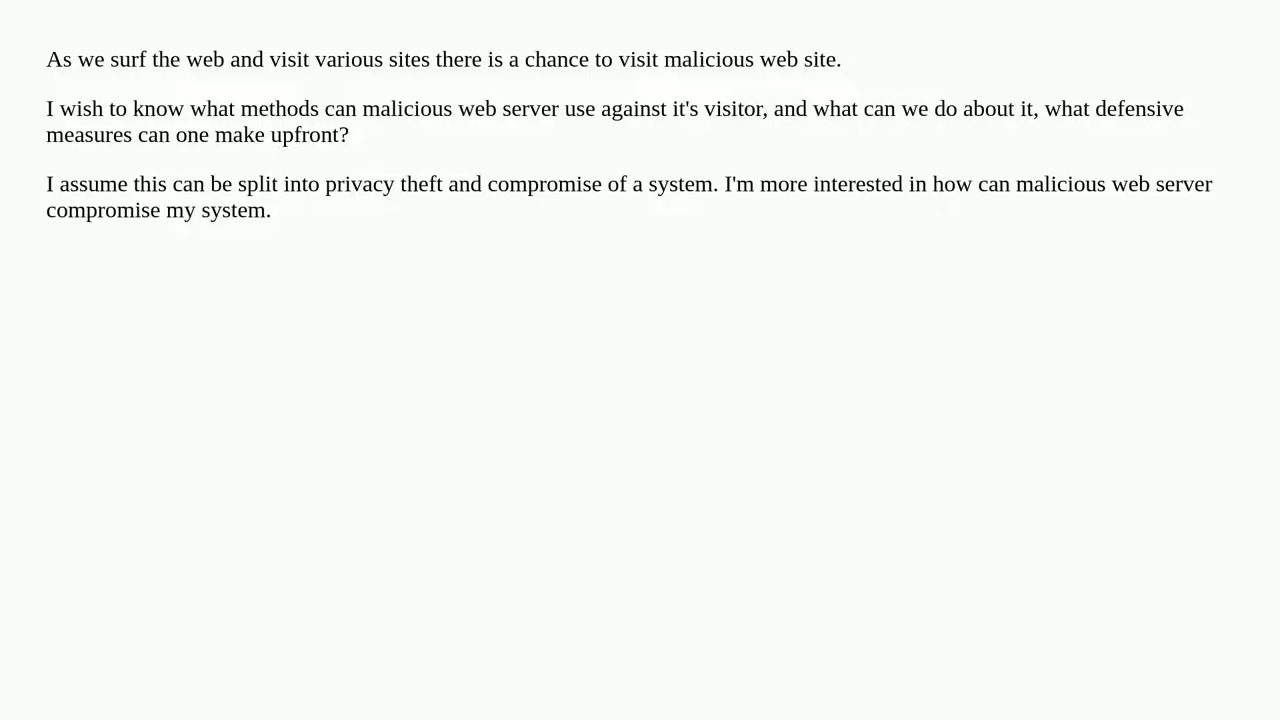 As we surf the web and visit various sites there is a chance to visit malicious web site.
I wish to know what methods can malicious web server use against it's visitor, and what can we do about it, what defensive
measures can one make upfront?
I assume this can be split into privacy theft and compromise of a system. I'm more interested in how can malicious web server
compromise my system.